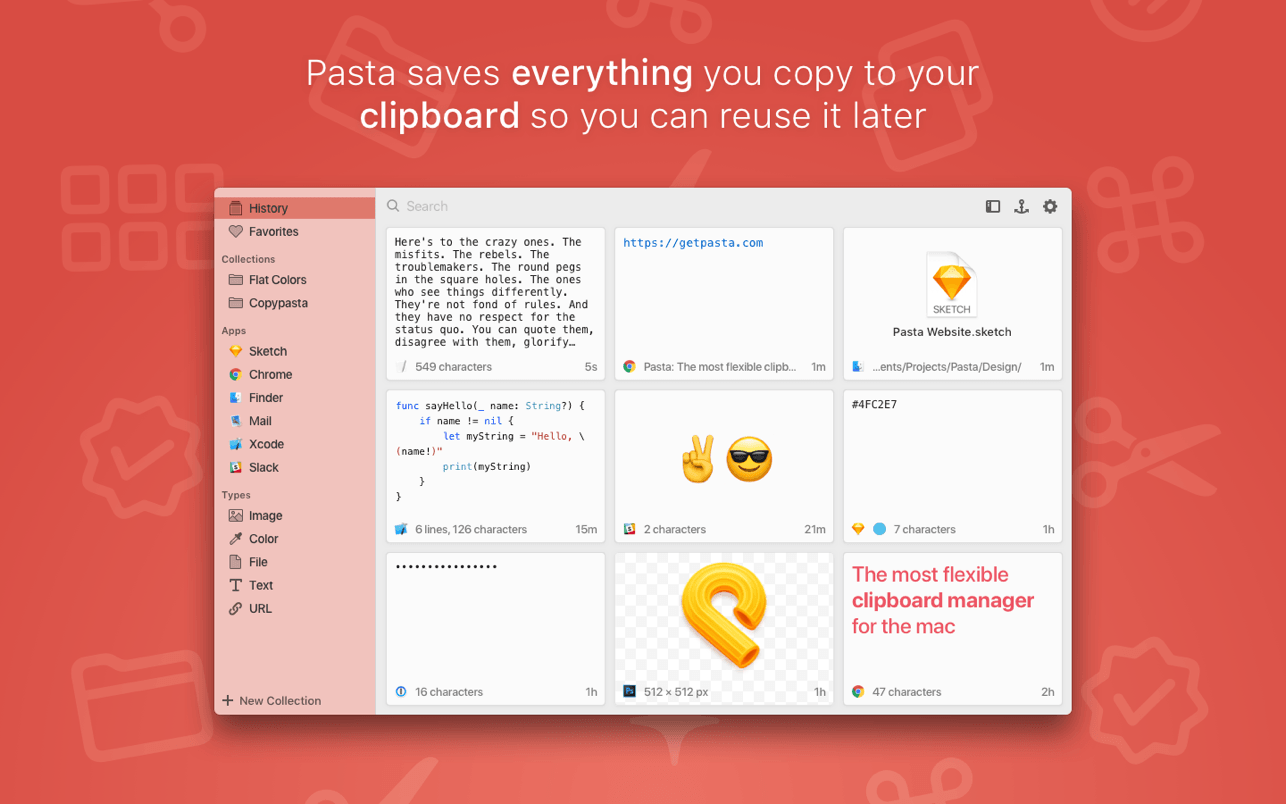 Pasta saves everything you copy to your
clipboard so you can reuse it later
History
Favorites
Collections
Flat Colors
Copypasta
Apps
Sketch
Chrome
Finder
Mail
Xcode
Slack
Types
Image
Color
File
Text
URL
+ New Collection
Search
Here's to the crazy ones. The
misfits. The rebels. The
troublemakers. The round pegs
in the square holes. The ones
who see things differently.
They're not fond of rules. And
they have no respect for the
status quo. You can quote them,
disagree with them, glorify…
549 characters 5s
https://getpasta.com
Pasta: The most flexible clipb... 1m
SKETCH
Pasta Website.sketch
...ents/Projects/Pasta/Design/ 1m
func sayHello(_ name: String?) {
if name != nil {
let myString = "Hello, \
(name!)"
print(myString)
}
}
6 lines, 126 characters 15m
2 characters 21m
#4FC2E7
7 characters 1h
••••••••••••••••
16 characters 1h
Ps 512 × 512 px 1h
The most flexible
clipboard manager
for the mac
47 characters 2h